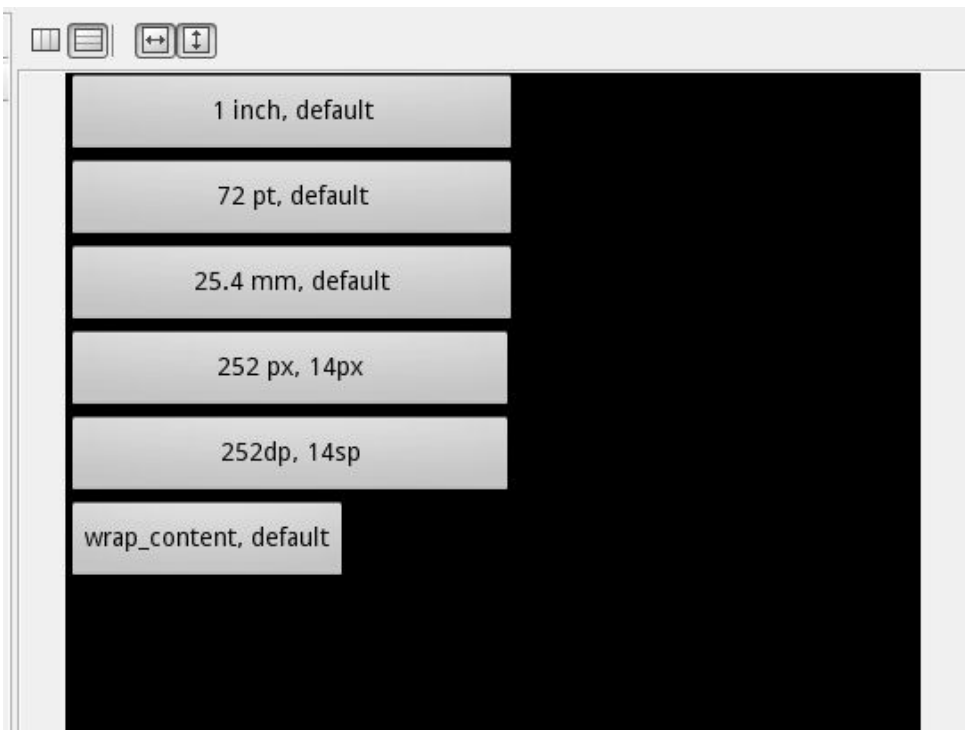 1 inch, default
72 pt, default
25.4 mm, default
252 px, 14px
252dp, 14sp
wrap_content, default